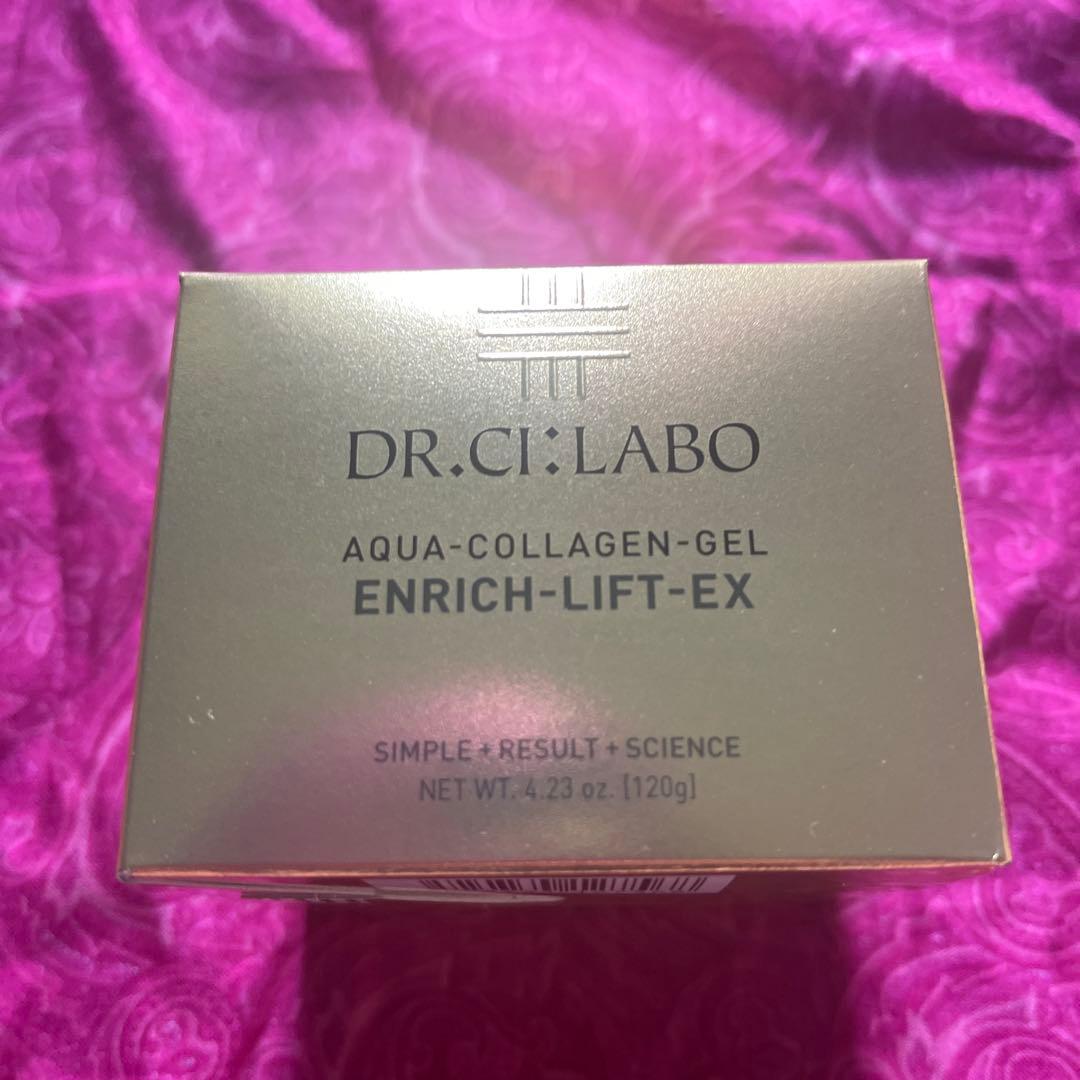 DR.CI:LABO
AQUA-COLLAGEN-GEL
ENRICH-LIFT-EX
SIMPLE + RESULT + SCIENCE
NET WT. 4.23 oz. [120g]